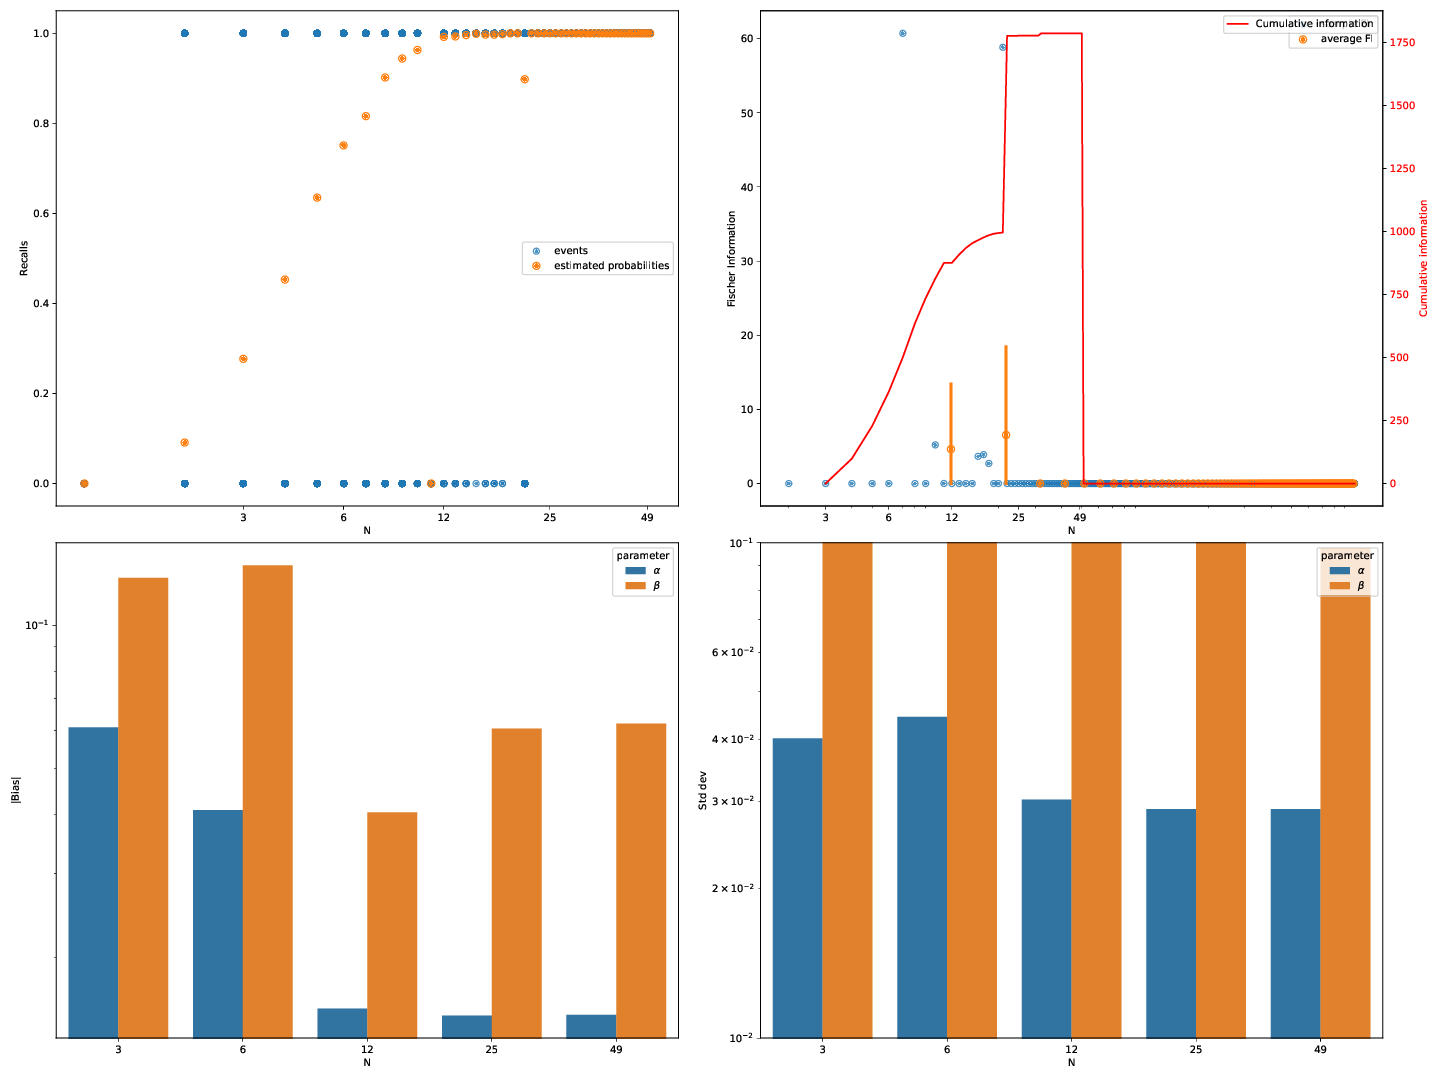 1.0
0.8
0.6
0.4
0.2
0.0
Recalls
events
estimated probabilities
3 6 12 25 49
N
60
50
40
30
20
10
0
Fischer Information
Cumulative information
average FI
1750
1500
1250
1000
750
500
250
0
Cumulative information
3 6 12 25 49
N
10⁻¹
|Bias|
parameter
α
β
3 6 12 25 49
N
10⁻¹
6 × 10⁻²
4 × 10⁻²
3 × 10⁻²
2 × 10⁻²
10⁻²
Std dev
parameter
α
β
3 6 12 25 49
N